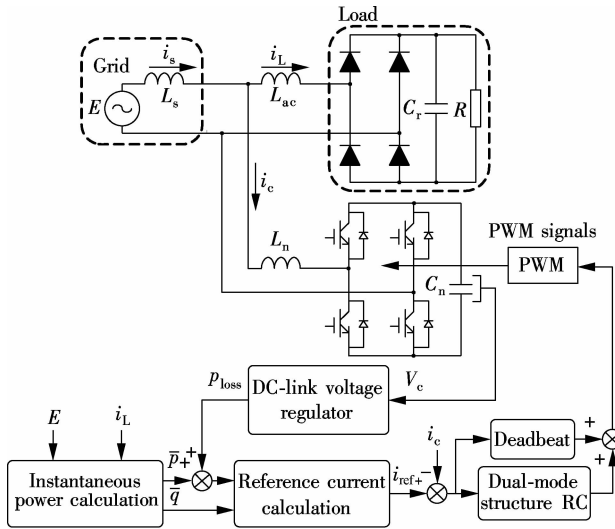 Load
Grid
i_s
i_L
E
L_s
L_ac
C_r
R
i_c
L_n
C_n
PWM signals
PWM
p_loss
DC-link voltage
regulator
V_c
E
i_L
p̄
+
+
q̄
Instantaneous
power calculation
Reference current
calculation
i_ref
+
−
i_c
Deadbeat
+
+
Dual-mode
structure RC